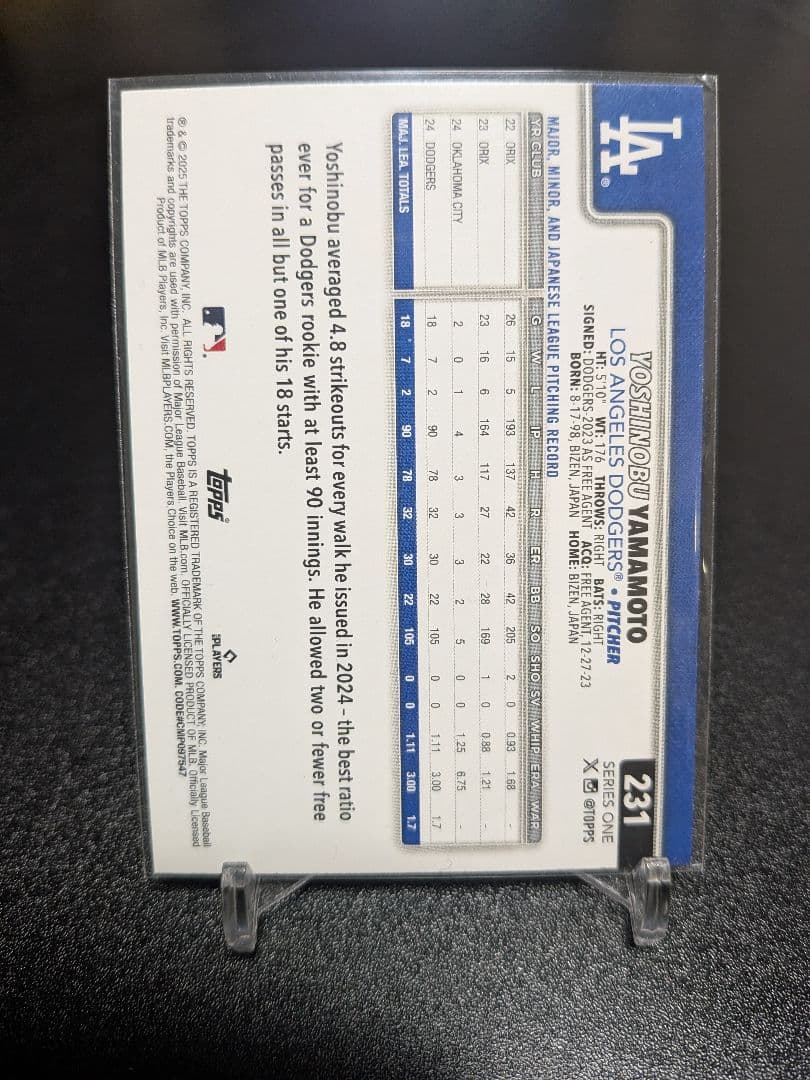 LA®
YOSHINOBU YAMAMOTO
LOS ANGELES DODGERS® • PITCHER
HT: 5'10" WT: 176 THROWS: RIGHT BATS: RIGHT
SIGNED: DODGERS-2023 AS FREE AGENT ACQ: FREE AGENT, 12-27-23
BORN: 8-17-98, BIZEN, JAPAN HOME: BIZEN, JAPAN
231
SERIES ONE
X @TOPPS
MAJOR, MINOR, AND JAPANESE LEAGUE PITCHING RECORD
YR CLUB G W L IP H R ER BB SO SHO SV WHIP ERA WAR
22 ORIX 26 15 5 193 137 42 36 42 205 2 0 0.93 1.68 -
23 ORIX 23 16 6 164 117 27 22 28 169 1 0 0.88 1.21 -
24 OKLAHOMA CITY 2 0 1 4 3 3 3 2 5 0 0 1.25 6.75 -
24 DODGERS 18 7 2 90 78 32 30 22 105 0 0 1.11 3.00 1.7
MAJ. LEA. TOTALS 18 7 2 90 78 32 30 22 105 0 0 1.11 3.00 1.7
Yoshinobu averaged 4.8 strikeouts for every walk he issued in 2024 - the best ratio
ever for a Dodgers rookie with at least 90 innings. He allowed two or fewer free
passes in all but one of his 18 starts.
topps®
PLAYERS
® & © 2025 THE TOPPS COMPANY, INC. ALL RIGHTS RESERVED. TOPPS IS A REGISTERED TRADEMARK OF THE TOPPS COMPANY, INC. Major League Baseball
trademarks and copyrights are used with permission of Major League Baseball. Visit MLB.com. OFFICIALLY LICENSED PRODUCT OF MLB. Officially Licensed
Product of MLB Players, Inc. Visit MLBPLAYERS.COM, the Players Choice on the web. WWW.TOPPS.COM. CODE#CMP097547